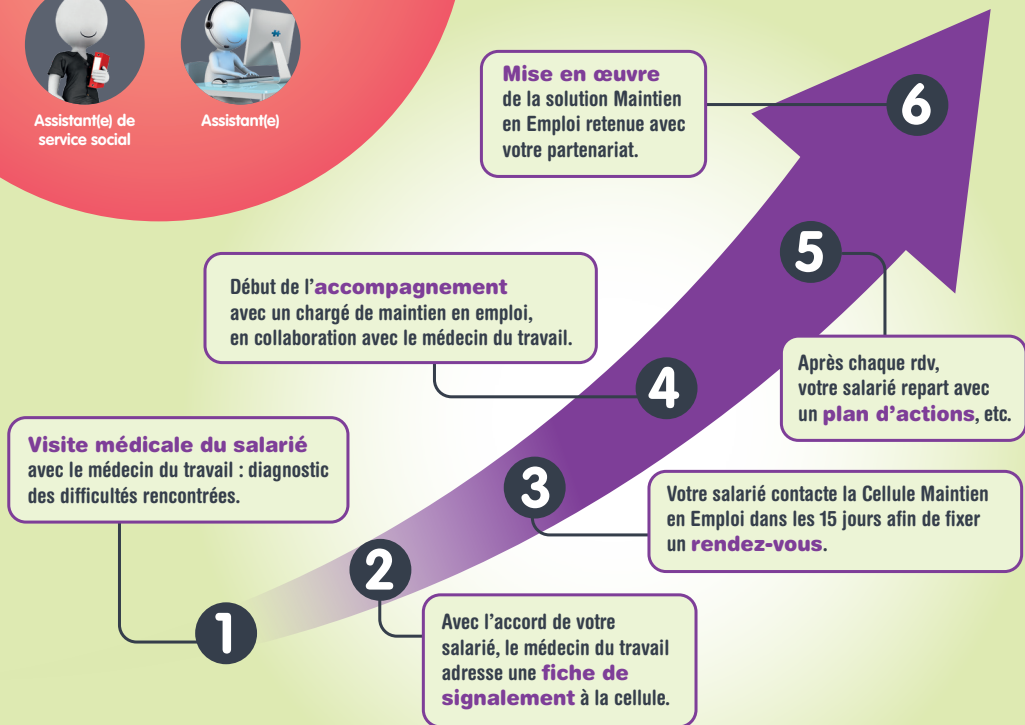 Assistant(e) de
service social
Assistant(e)
Mise en œuvre
de la solution Maintien
en Emploi retenue avec
votre partenariat.
6
5
Début de l'accompagnement
avec un chargé de maintien en emploi,
en collaboration avec le médecin du travail.
4
Après chaque rdv,
votre salarié repart avec
un plan d'actions, etc.
Visite médicale du salarié
avec le médecin du travail : diagnostic
des difficultés rencontrées.
3
Votre salarié contacte la Cellule Maintien
en Emploi dans les 15 jours afin de fixer
un rendez-vous.
2
1
Avec l'accord de votre
salarié, le médecin du travail
adresse une fiche de
signalement à la cellule.